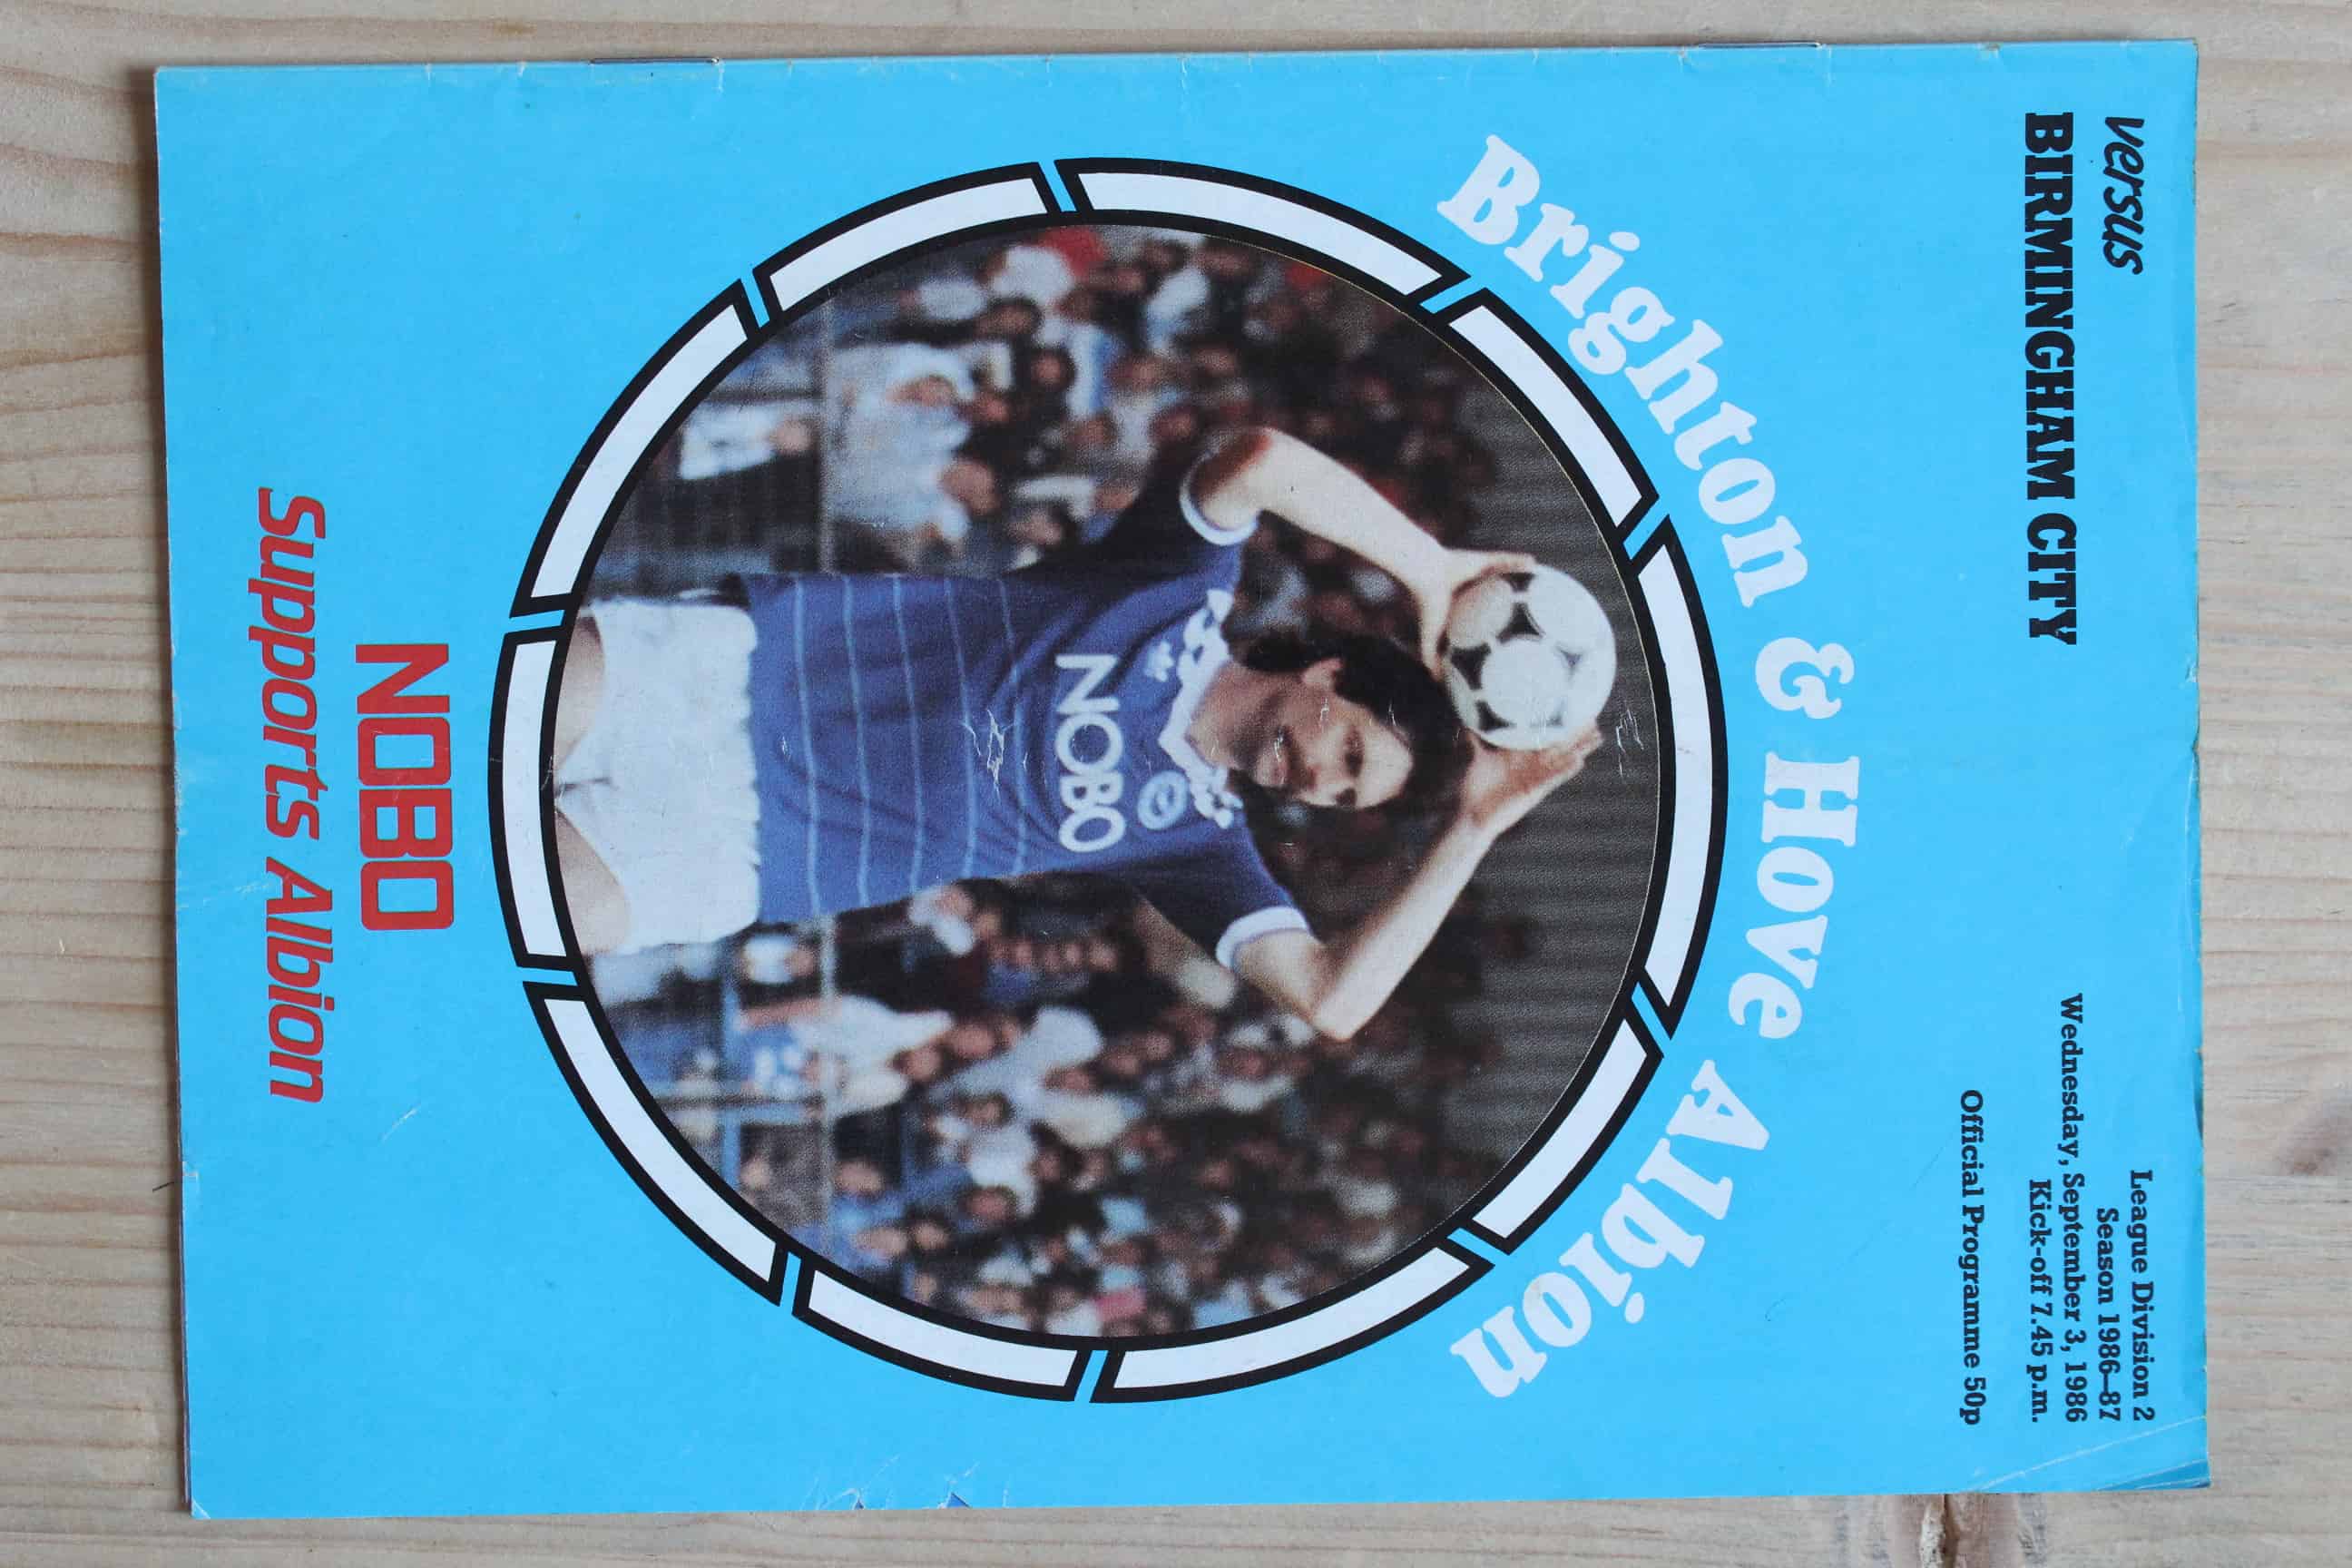 versus
BIRMINGHAM CITY
League Division 2
Season 1986–87
Wednesday, September 3, 1986
Kick-off 7.45 p.m.
Official Programme 50p
Brighton & Hove Albion
NOBO
NOBO
Supports Albion